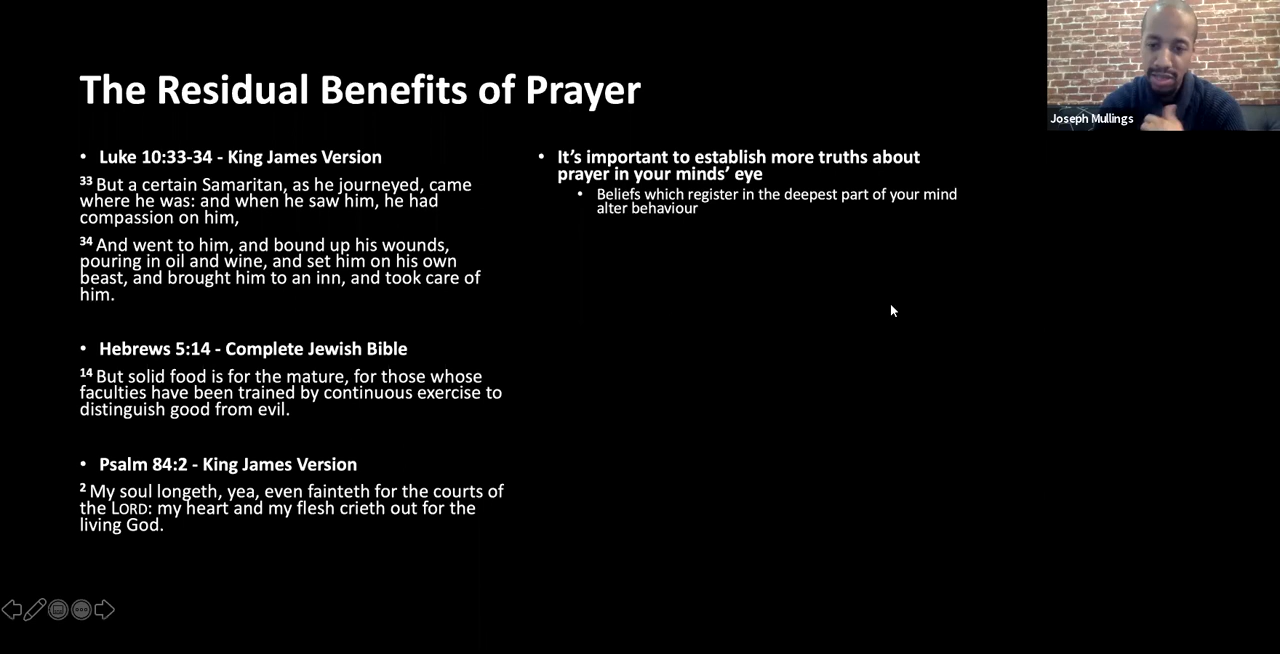 The Residual Benefits of Prayer
• Luke 10:33-34 - King James Version
33 But a certain Samaritan, as he journeyed, came
where he was: and when he saw him, he had
compassion on him,
34 And went to him, and bound up his wounds,
pouring in oil and wine, and set him on his own
beast, and brought him to an inn, and took care of
him.
• Hebrews 5:14 - Complete Jewish Bible
14 But solid food is for the mature, for those whose
faculties have been trained by continuous exercise to
distinguish good from evil.
• Psalm 84:2 - King James Version
2 My soul longeth, yea, even fainteth for the courts of
the LORD: my heart and my flesh crieth out for the
living God.
• It’s important to establish more truths about
prayer in your minds’ eye
• Beliefs which register in the deepest part of your mind
alter behaviour
Joseph Mullings